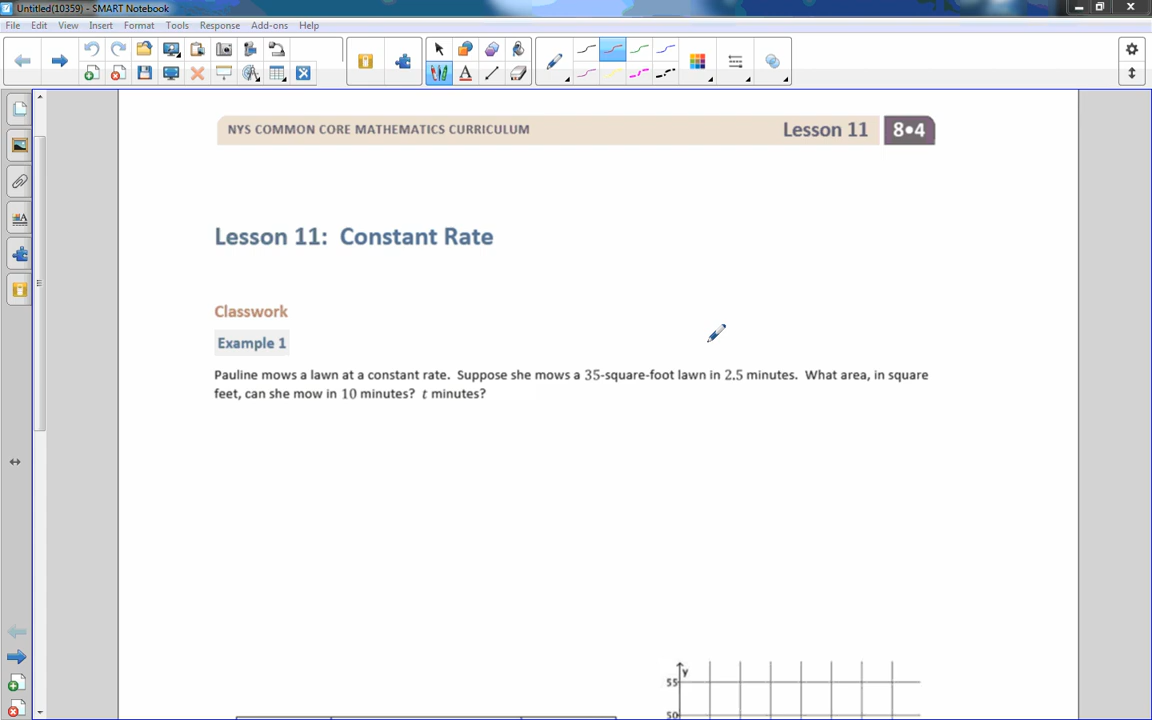 Untitled(10359) - SMART Notebook
File Edit View Insert Format Tools Response Add-ons Help
NYS COMMON CORE MATHEMATICS CURRICULUM Lesson 11 8•4
Lesson 11: Constant Rate
Classwork
Example 1
Pauline mows a lawn at a constant rate. Suppose she mows a 35-square-foot lawn in 2.5 minutes. What area, in square
feet, can she mow in 10 minutes? t minutes?
y
55
50